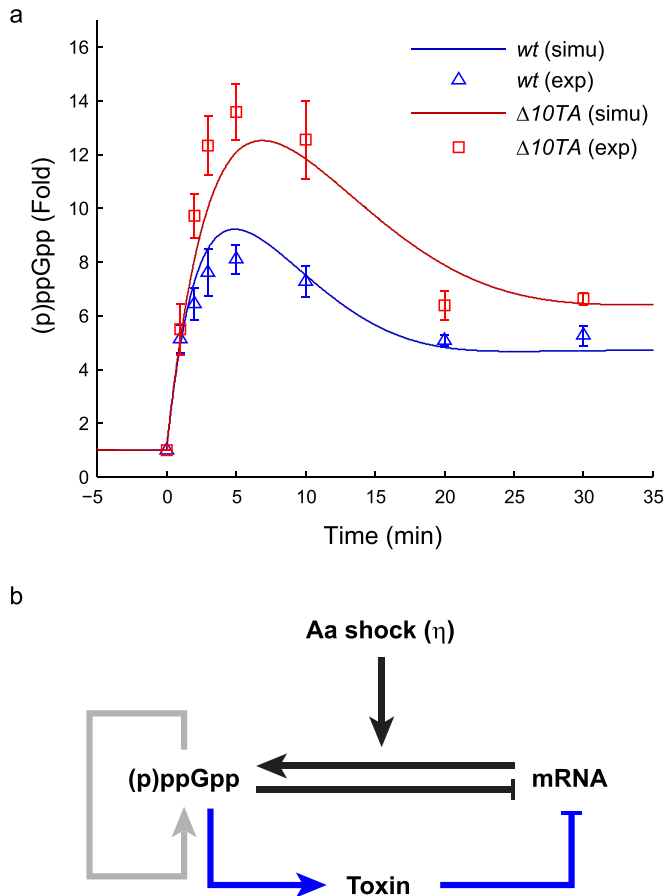 a
16
14
12
10
8
6
4
2
0
(p)ppGpp (Fold)
wt (simu)
wt (exp)
Δ10TA (simu)
Δ10TA (exp)
−5 0 5 10 15 20 25 30 35
Time (min)
b
Aa shock (η)
(p)ppGpp mRNA
Toxin